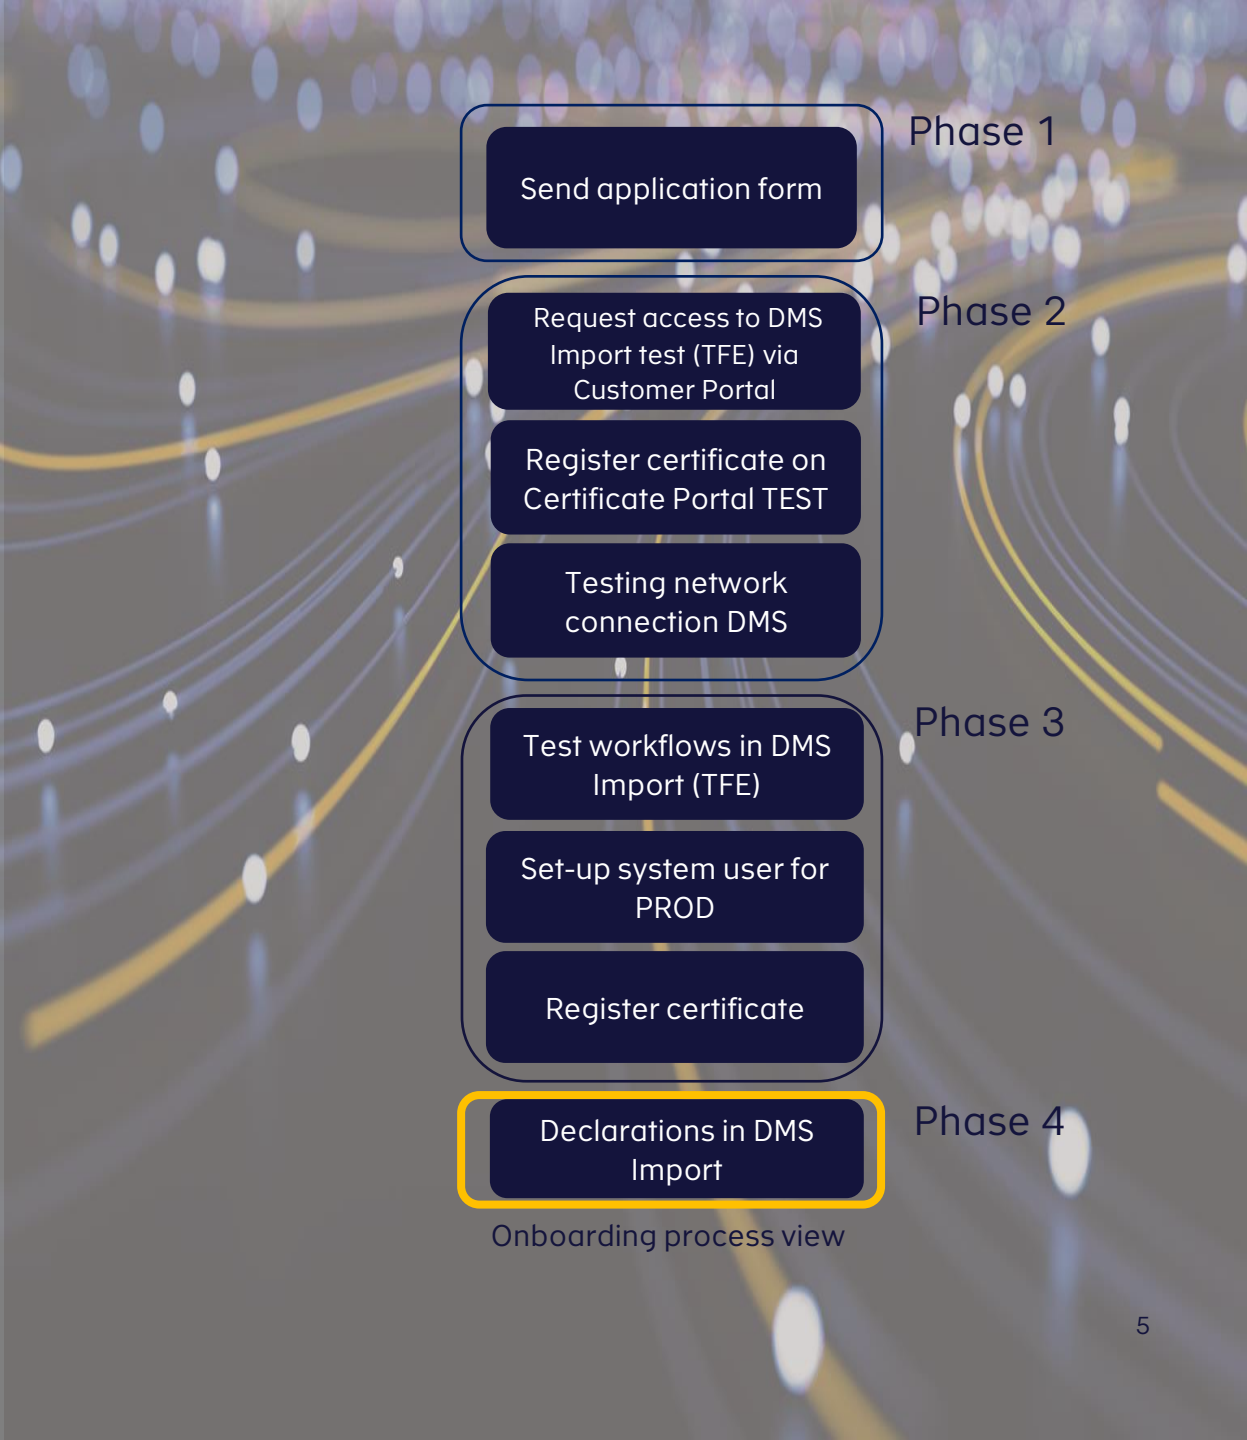 Phase 1
Send application form
Phase 2
Request access to DMS
Import test (TFE) via
Customer Portal
Register certificate on
Certificate Portal TEST
Testing network
connection DMS
Phase 3
Test workflows in DMS
Import (TFE)
Set-up system user for
PROD
Register certificate
Phase 4
Declarations in DMS
Import
Onboarding process view
5